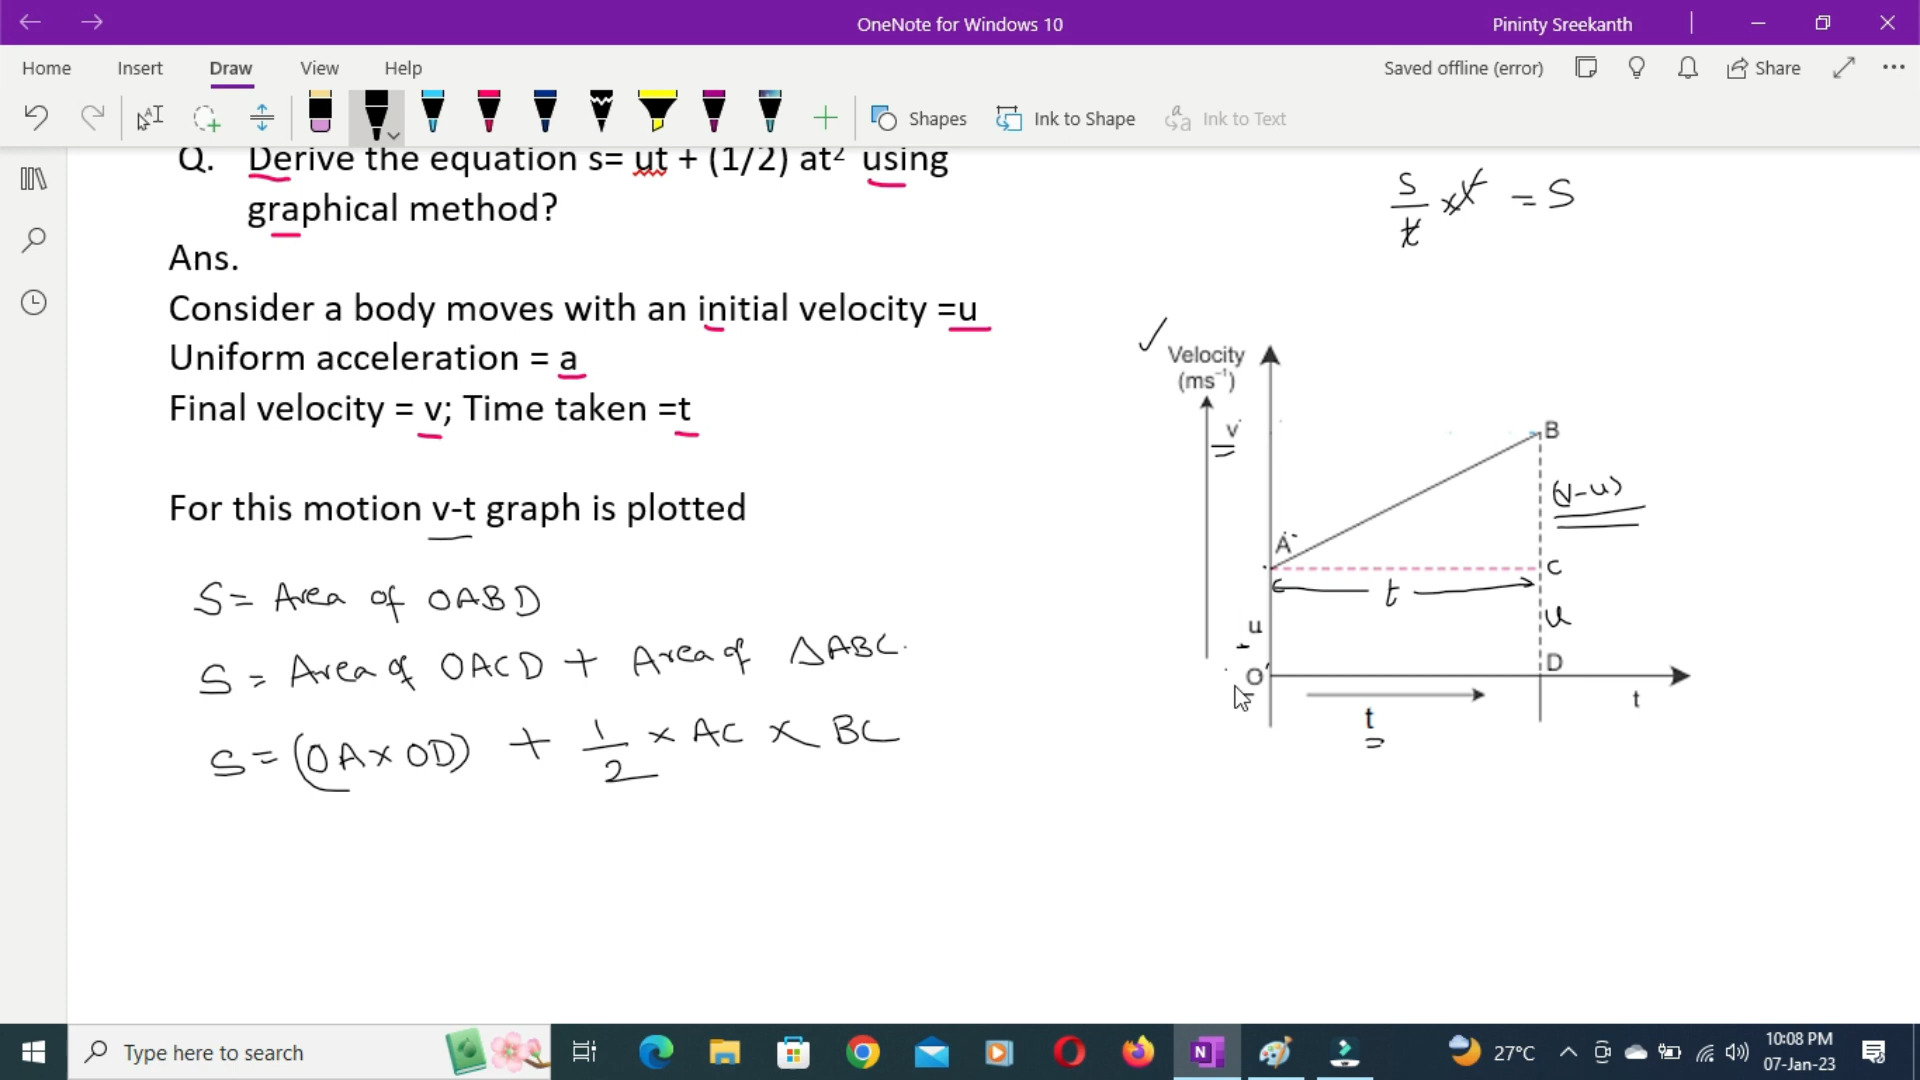 OneNote for Windows 10
Pininty Sreekanth
Home Insert Draw View Help
Saved offline (error)
Share
Shapes
Ink to Shape
Ink to Text
Q. Derive the equation s= ut + (1/2) at² using
graphical method?
Ans.
Consider a body moves with an initial velocity =u
Uniform acceleration = a
Final velocity = v; Time taken =t
For this motion v-t graph is plotted
S = Area of OABD
S = Area of OACD + Area of △ABC.
S = (OA x OD) + 1/2 x AC x BC
s/t x t = S
Velocity
(ms⁻¹)
v
B
(v-u)
A
C
t
u
u
O
D
t
t
Type here to search
N
27°C
10:08 PM
07-Jan-23